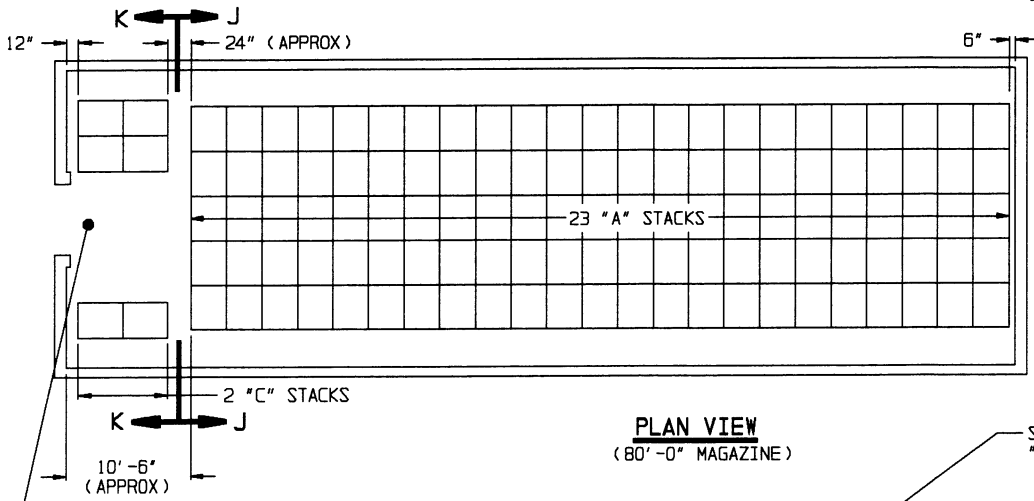 K J
12" 24" (APPROX) 6"
23 "A" STACKS
2 "C" STACKS
K J
PLAN VIEW
(80'-0" MAGAZINE)
10'-6"
(APPROX)